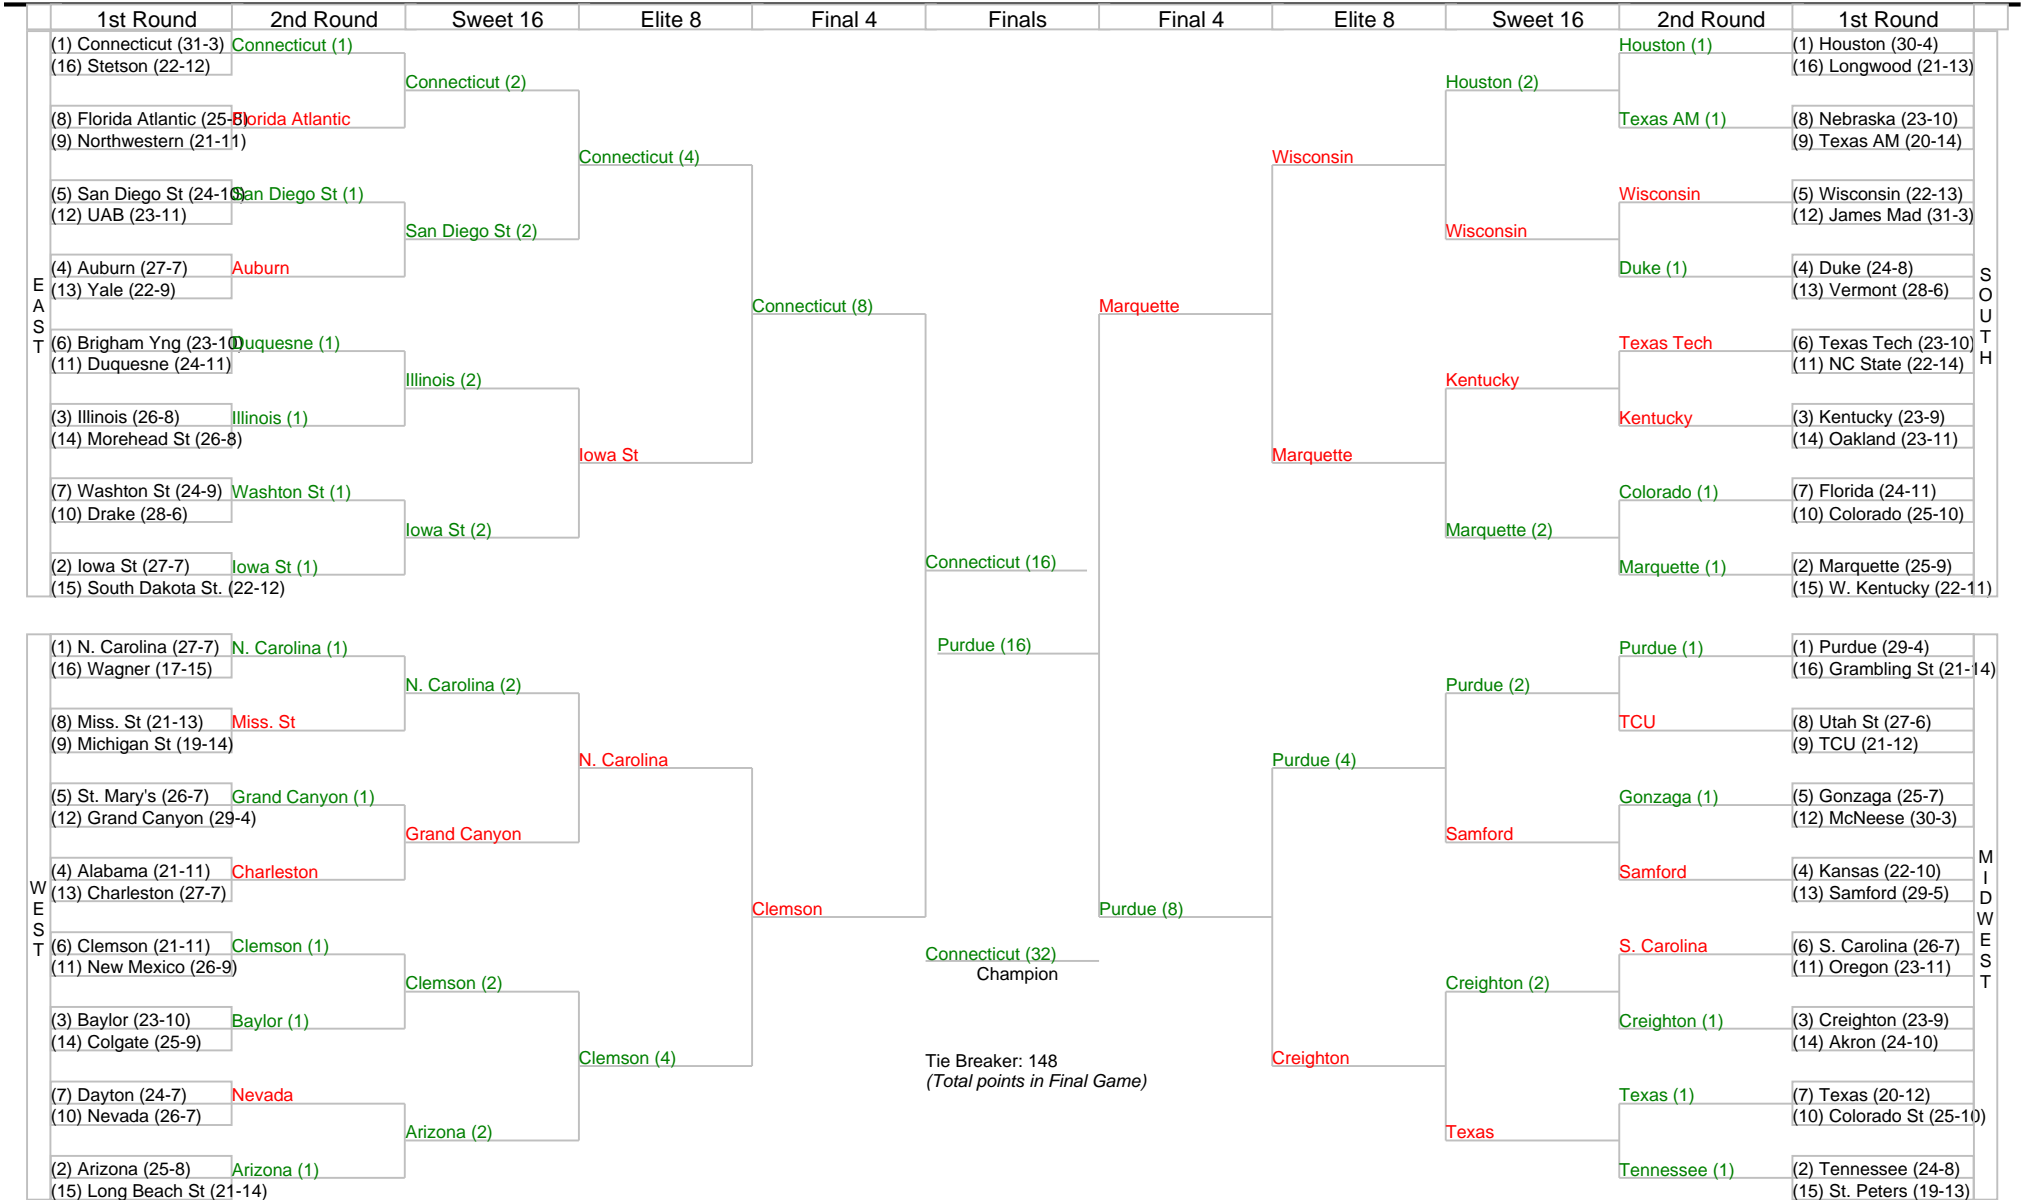 1st Round 2nd Round Sweet 16 Elite 8 Final 4 Finals Final 4 Elite 8 Sweet 16 2nd Round 1st Round
EAST
(1) Connecticut (31-3)
(16) Stetson (22-12)
(8) Florida Atlantic (25-8)
(9) Northwestern (21-11)
(5) San Diego St (24-10)
(12) UAB (23-11)
(4) Auburn (27-7)
(13) Yale (22-9)
(6) Brigham Yng (23-10)
(11) Duquesne (24-11)
(3) Illinois (26-8)
(14) Morehead St (26-8)
(7) Washton St (24-9)
(10) Drake (28-6)
(2) Iowa St (27-7)
(15) South Dakota St. (22-12)
Connecticut (1)
Florida Atlantic
San Diego St (1)
Auburn
Duquesne (1)
Illinois (1)
Washton St (1)
Iowa St (1)
Connecticut (2)
San Diego St (2)
Illinois (2)
Iowa St (2)
Connecticut (4)
Iowa St
Connecticut (8)
WEST
(1) N. Carolina (27-7)
(16) Wagner (17-15)
(8) Miss. St (21-13)
(9) Michigan St (19-14)
(5) St. Mary's (26-7)
(12) Grand Canyon (29-4)
(4) Alabama (21-11)
(13) Charleston (27-7)
(6) Clemson (21-11)
(11) New Mexico (26-9)
(3) Baylor (23-10)
(14) Colgate (25-9)
(7) Dayton (24-7)
(10) Nevada (26-7)
(2) Arizona (25-8)
(15) Long Beach St (21-14)
N. Carolina (1)
Miss. St
Grand Canyon (1)
Charleston
Clemson (1)
Baylor (1)
Nevada
Arizona (1)
N. Carolina (2)
Grand Canyon
Clemson (2)
Arizona (2)
N. Carolina
Clemson (4)
Clemson
Connecticut (16)
Purdue (16)
Connecticut (32)
Champion
Tie Breaker: 148
(Total points in Final Game)
Marquette
Wisconsin
Marquette
Houston (2)
Wisconsin
Kentucky
Marquette (2)
Houston (1)
Texas AM (1)
Wisconsin
Duke (1)
Texas Tech
Kentucky
Colorado (1)
Marquette (1)
(1) Houston (30-4)
(16) Longwood (21-13)
(8) Nebraska (23-10)
(9) Texas AM (20-14)
(5) Wisconsin (22-13)
(12) James Mad (31-3)
(4) Duke (24-8)
(13) Vermont (28-6)
(6) Texas Tech (23-10)
(11) NC State (22-14)
(3) Kentucky (23-9)
(14) Oakland (23-11)
(7) Florida (24-11)
(10) Colorado (25-10)
(2) Marquette (25-9)
(15) W. Kentucky (22-11)
SOUTH
Purdue (8)
Purdue (4)
Creighton
Purdue (2)
Samford
Creighton (2)
Texas
Purdue (1)
TCU
Gonzaga (1)
Samford
S. Carolina
Creighton (1)
Texas (1)
Tennessee (1)
(1) Purdue (29-4)
(16) Grambling St (21-14)
(8) Utah St (27-6)
(9) TCU (21-12)
(5) Gonzaga (25-7)
(12) McNeese (30-3)
(4) Kansas (22-10)
(13) Samford (29-5)
(6) S. Carolina (26-7)
(11) Oregon (23-11)
(3) Creighton (23-9)
(14) Akron (24-10)
(7) Texas (20-12)
(10) Colorado St (25-10)
(2) Tennessee (24-8)
(15) St. Peters (19-13)
MIDWEST